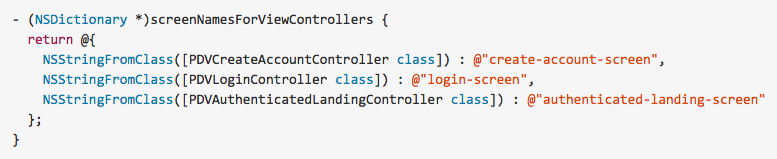 - (NSDictionary *)screenNamesForViewControllers {
  return @{
    NSStringFromClass([PDVCreateAccountController class]) : @"create-account-screen",
    NSStringFromClass([PDVLoginController class]) : @"login-screen",
    NSStringFromClass([PDVAuthenticatedLandingController class]) : @"authenticated-landing-screen"
  };
}